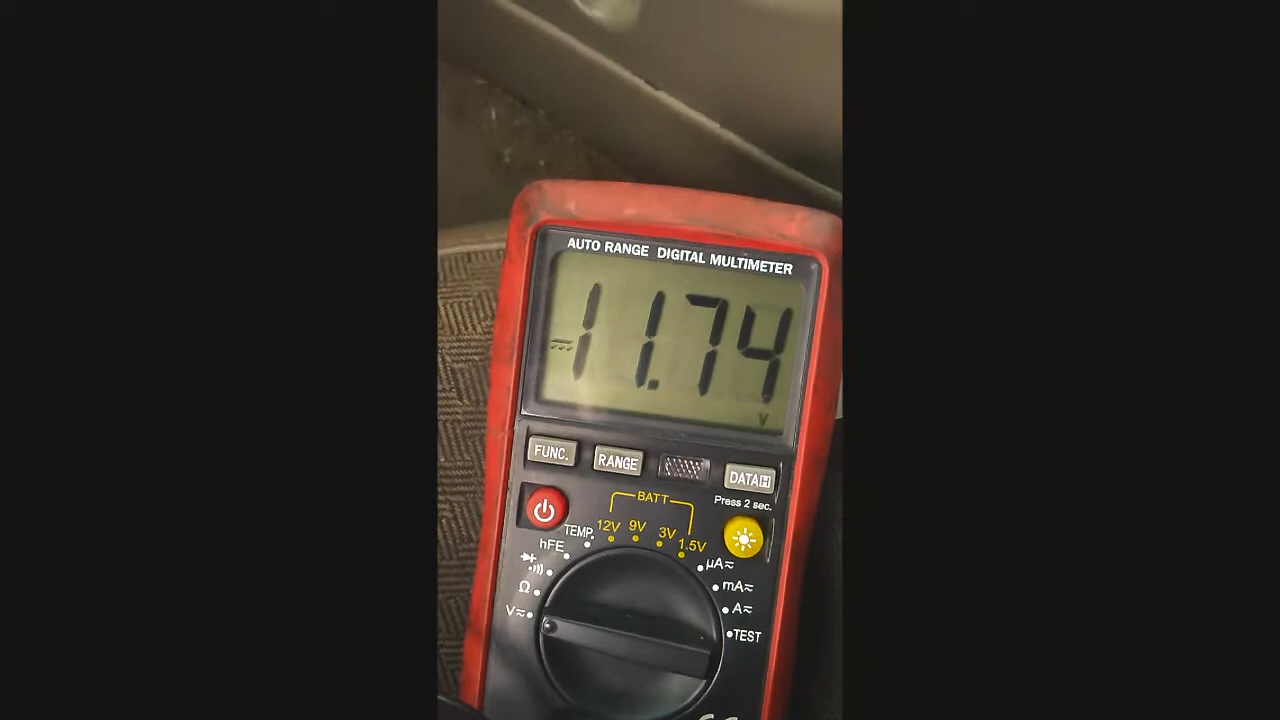 AUTO RANGE DIGITAL MULTIMETER
11.74
V
FUNC.
RANGE
DATA H
Press 2 sec.
BATT
12V 9V 3V 1.5V
TEMP.
hFE
Ω
V
µA
mA
A
TEST